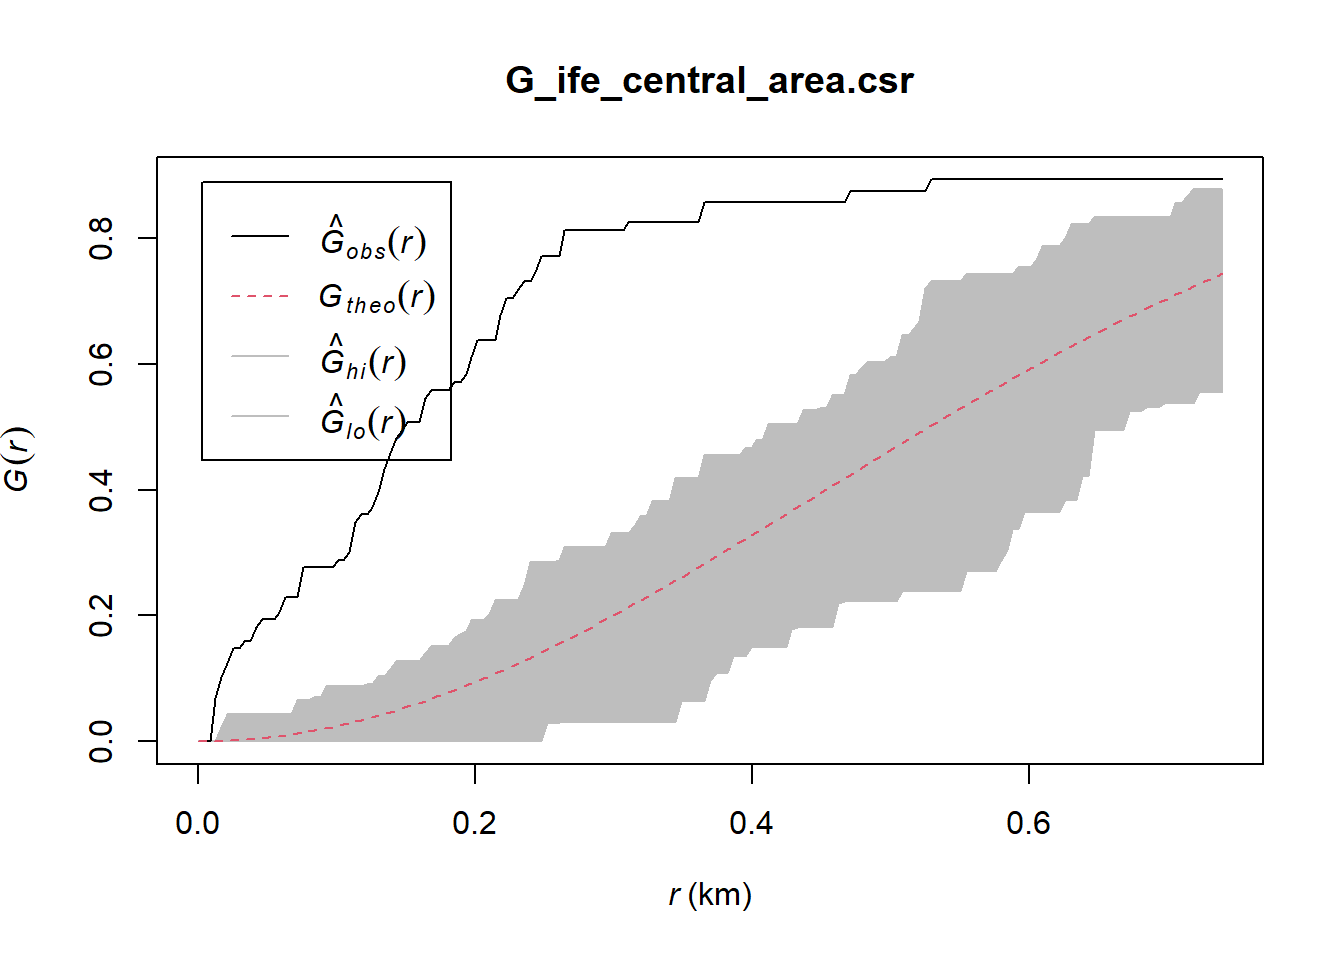 G_ife_central_area.csr
Ĝobs(r)
Gtheo(r)
Ĝhi(r)
Ĝlo(r)
G(r)
0.8
0.6
0.4
0.2
0.0
0.0 0.2 0.4 0.6
r (km)